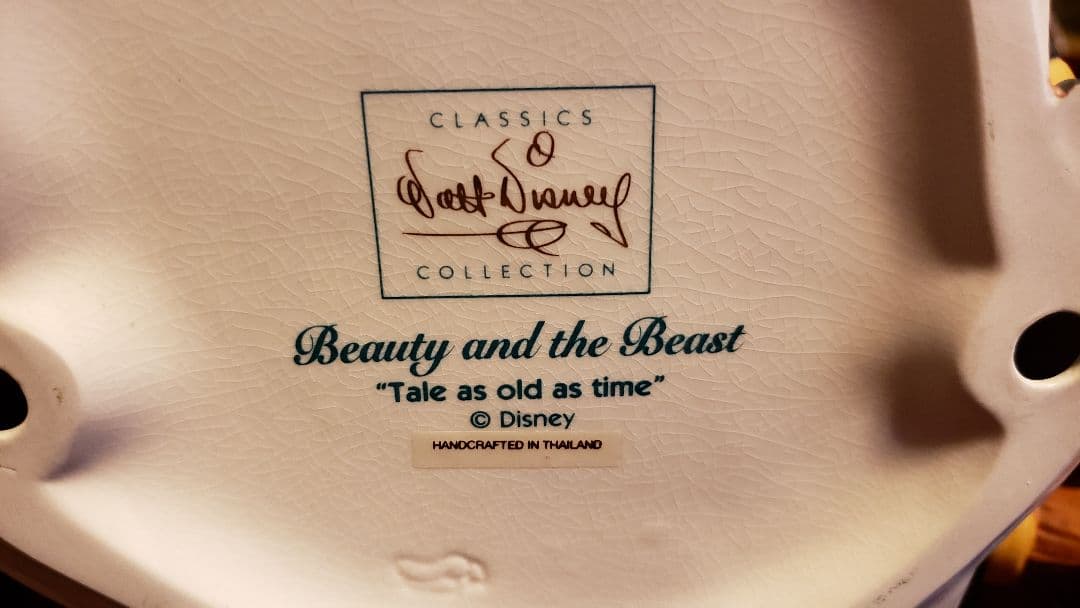 CLASSICS
Walt Disney
COLLECTION
Beauty and the Beast
“Tale as old as time”
© Disney
HANDCRAFTED IN THAILAND